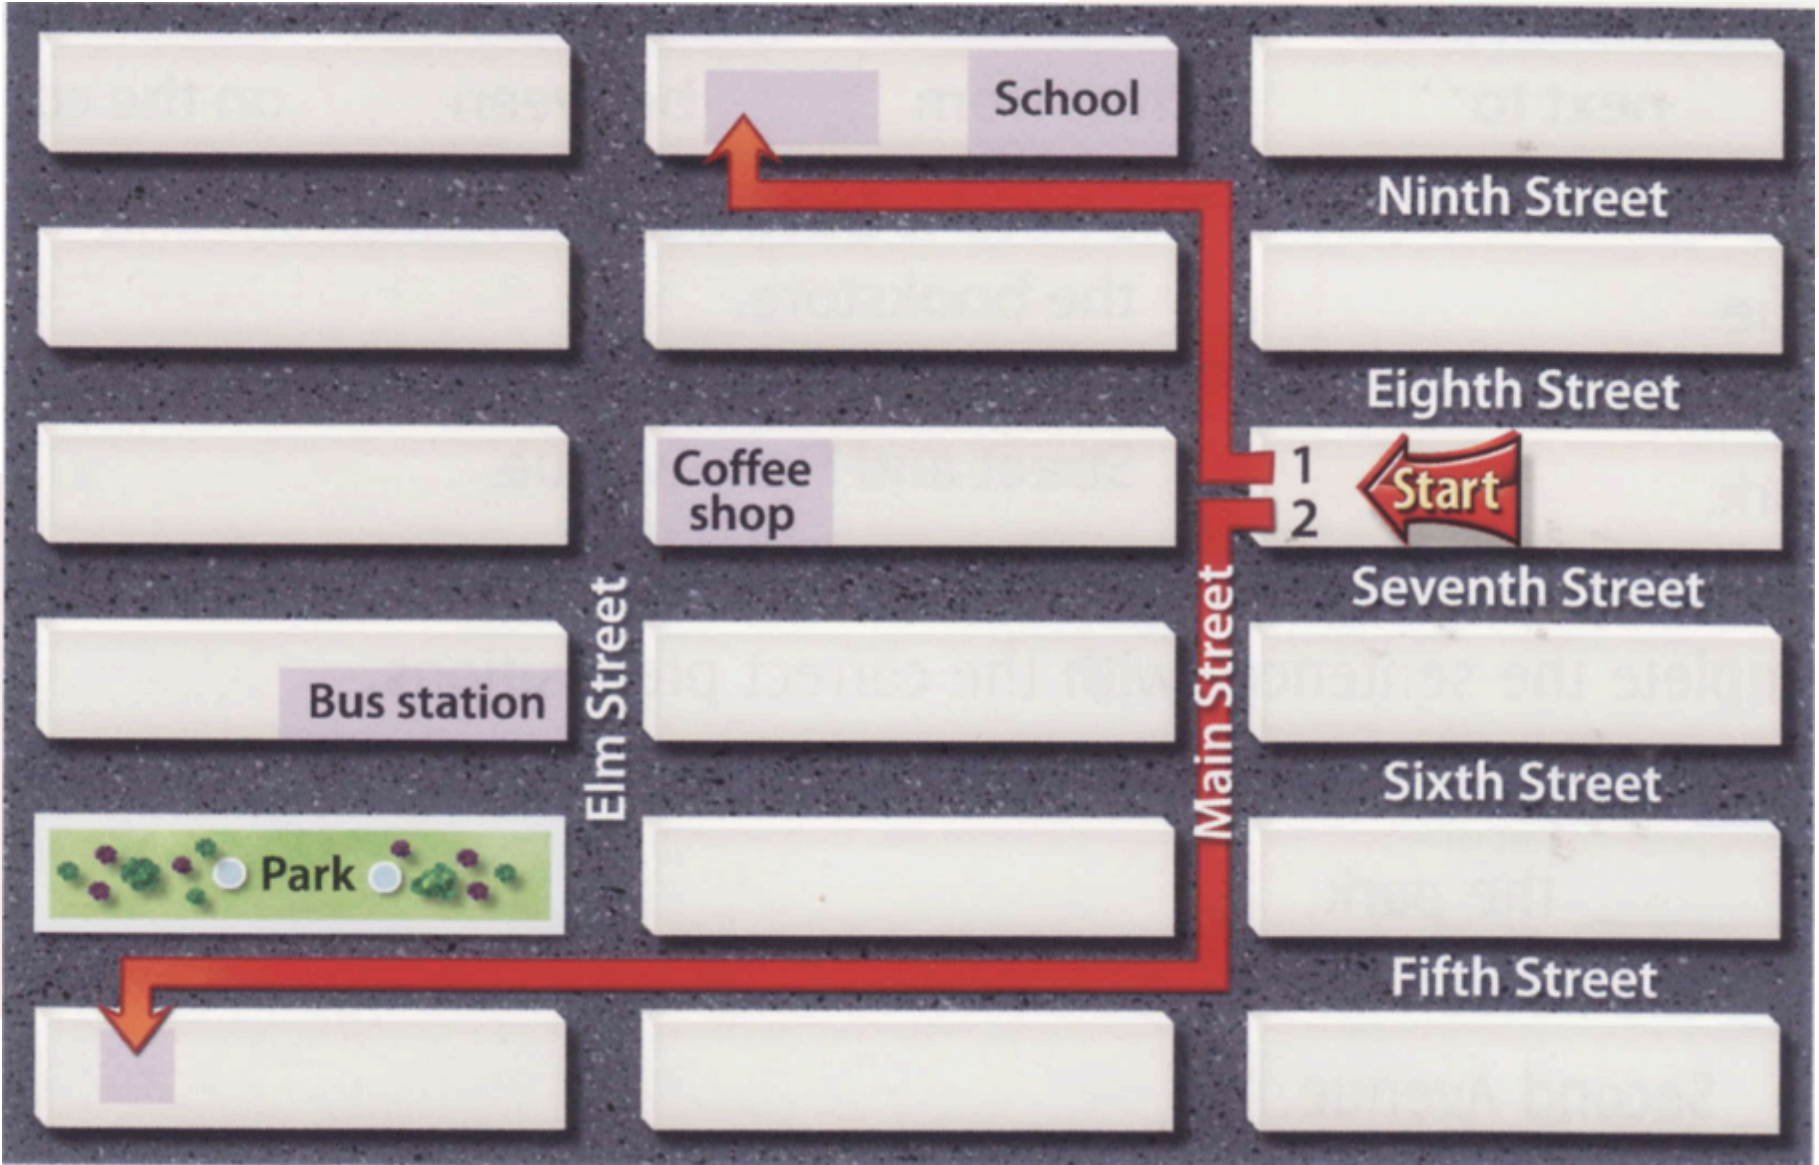 School
Ninth Street
Eighth Street
Coffee
shop
1
2
Start
Seventh Street
Elm Street
Main Street
Bus station
Sixth Street
Park
Fifth Street